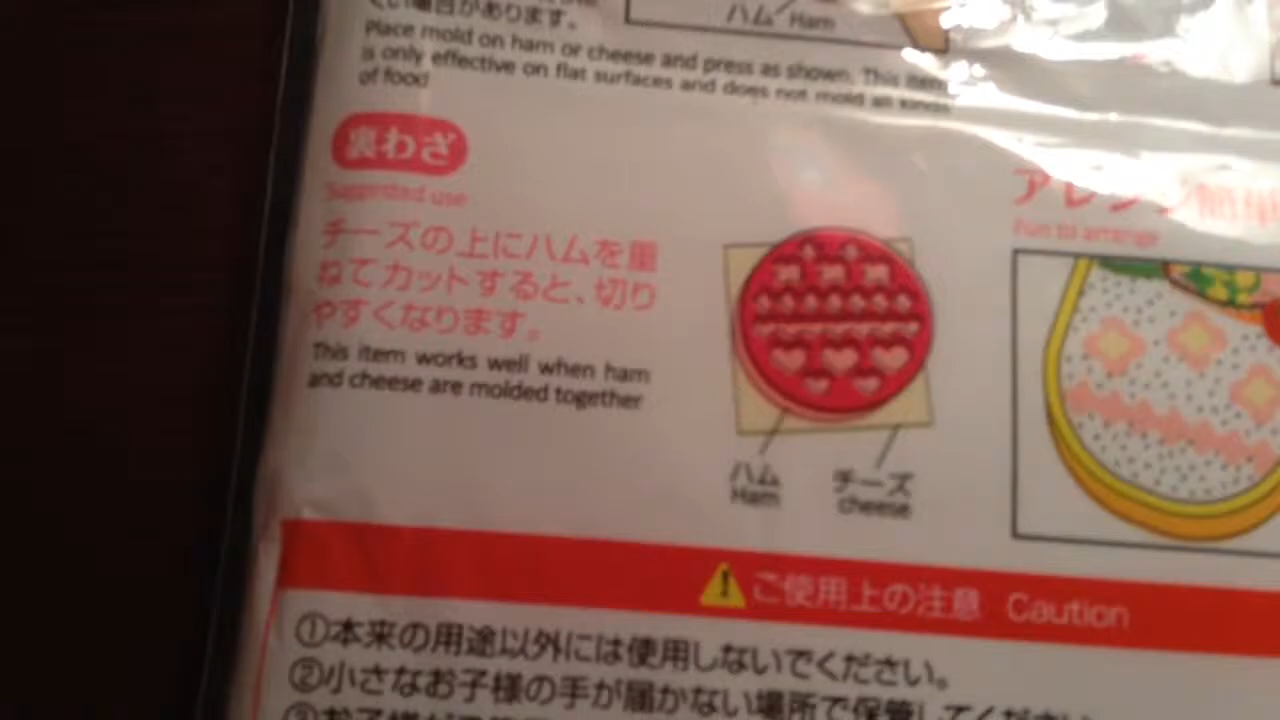 くい場合があります。
ハム Ham
Place mold on ham or cheese and press as shown. This item
is only effective on flat surfaces and does not mold all kinds
of food
裏わざ
Suggested use
チーズの上にハムを重
ねてカットすると、切り
やすくなります。
This item works well when ham
and cheese are molded together
ハム
Ham
チーズ
cheese
アレンジ簡単
Fun to arrange
ご使用上の注意 Caution
①本来の用途以外には使用しないでください。
②小さなお子様の手が届かない場所で保管してください
③お子様が